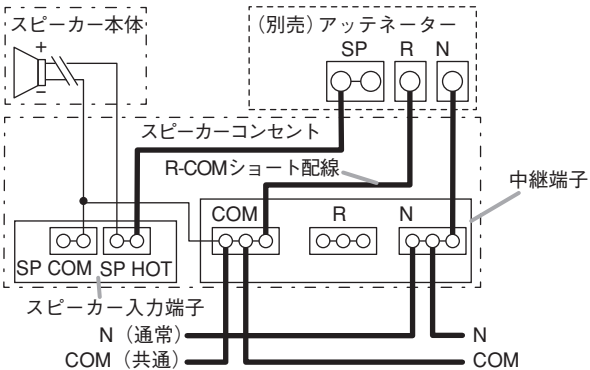 スピーカー本体
+
−
(別売) アッテネーター
SP R N
スピーカーコンセント
R-COMショート配線
中継端子
COM R N
SP COM SP HOT
スピーカー入力端子
N（通常） N
COM（共通） COM